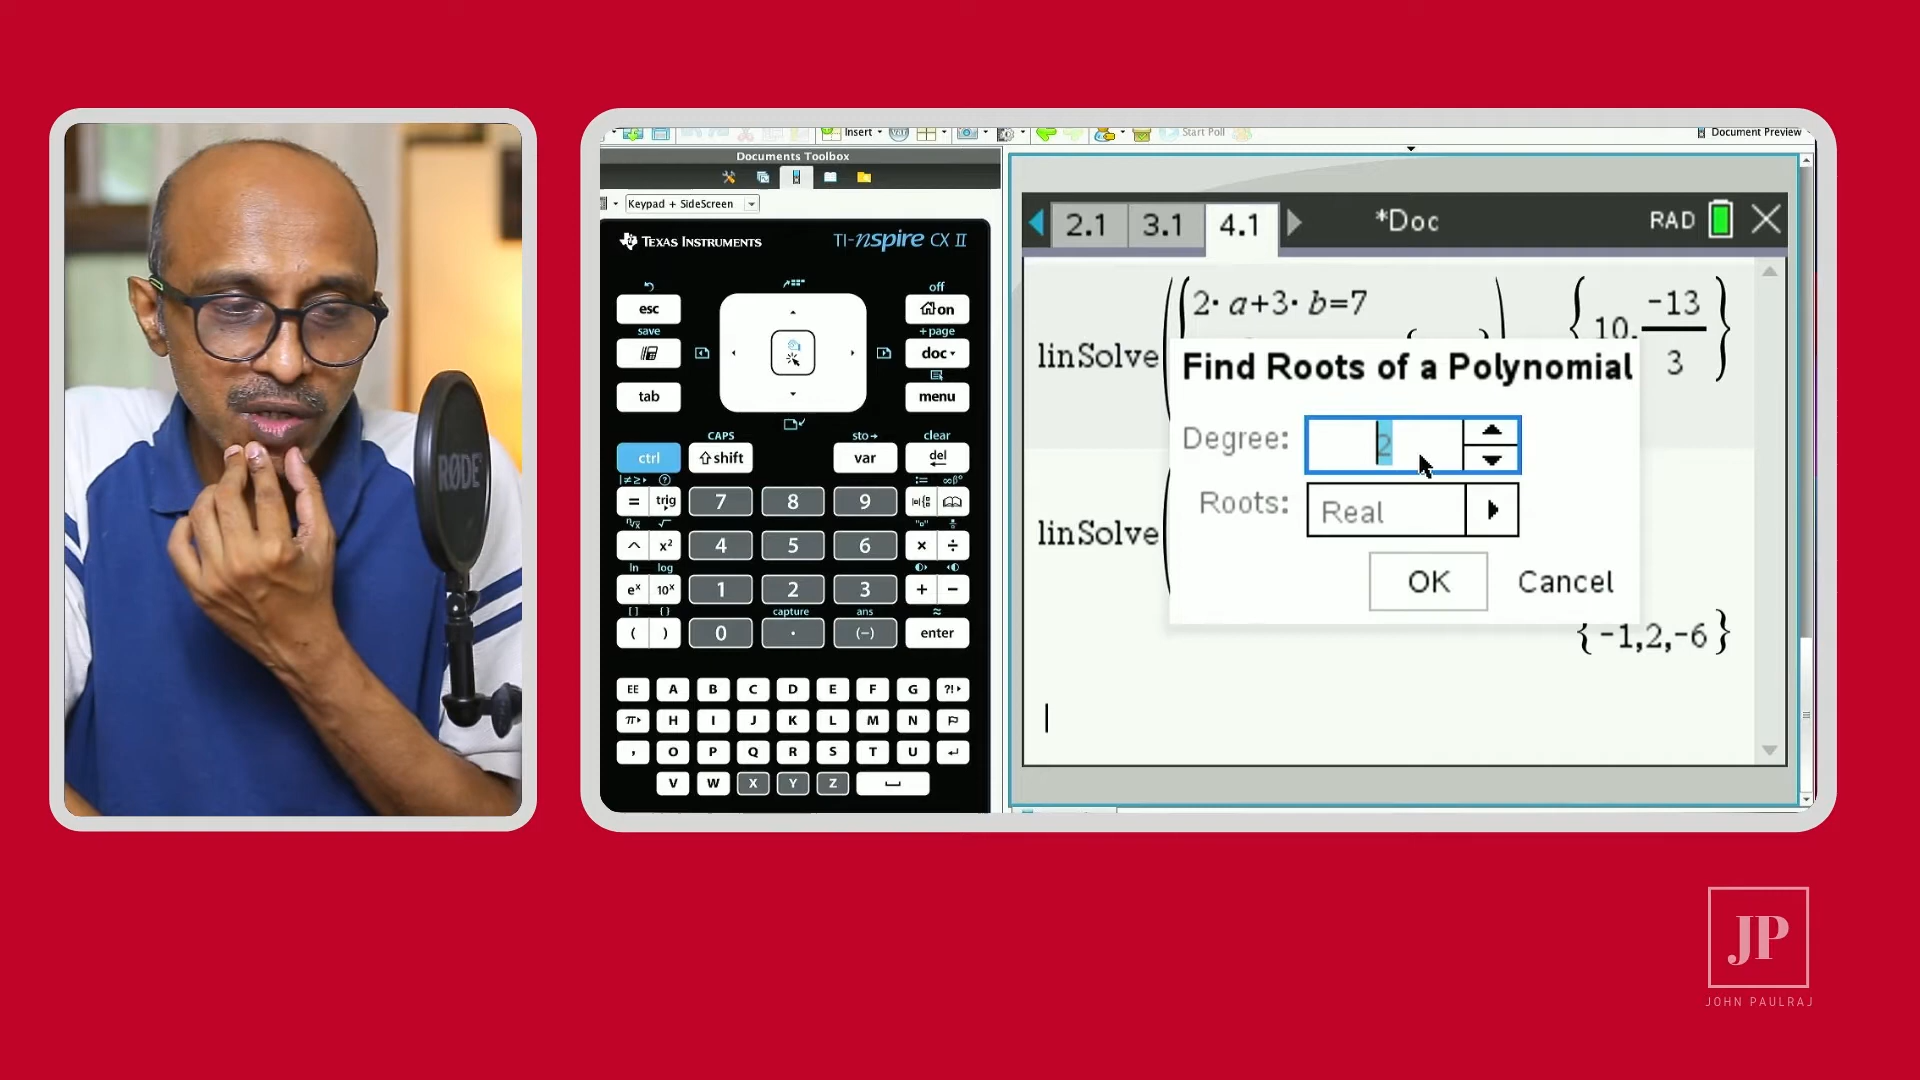 Insert
Start Poll
Document Preview
Documents Toolbox
Keypad + SideScreen
TEXAS INSTRUMENTS
TI-nspire CX II
esc
save
tab
off
on
+page
doc
menu
CAPS
sto→
clear
ctrl
shift
var
del
=
trig
7
8
9
^
x²
4
5
6
×
÷
ln
log
eˣ
10ˣ
1
2
3
+
−
capture
ans
≈
(
)
0
.
(−)
enter
EE
A
B
C
D
E
F
G
?!▸
π▸
H
I
J
K
L
M
N
,
O
P
Q
R
S
T
U
V
W
X
Y
Z
2.1
3.1
4.1
*Doc
RAD
2·a+3·b=7
linSolve
{10, -13/3}
Find Roots of a Polynomial
Degree: 2
Roots: Real
OK
Cancel
linSolve
{-1,2,-6}
RØDE
JP
JOHN PAULRAJ